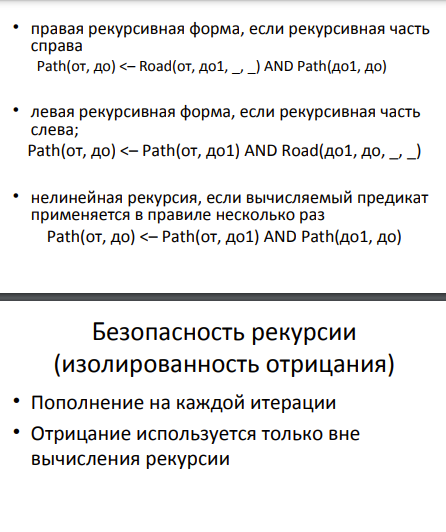 • правая рекурсивная форма, если рекурсивная часть
справа
Path(от, до) <– Road(от, до1, _, _) AND Path(до1, до)
• левая рекурсивная форма, если рекурсивная часть
слева;
Path(от, до) <– Path(от, до1) AND Road(до1, до, _, _)
• нелинейная рекурсия, если вычисляемый предикат
применяется в правиле несколько раз
Path(от, до) <– Path(от, до1) AND Path(до1, до)
Безопасность рекурсии
(изолированность отрицания)
• Пополнение на каждой итерации
• Отрицание используется только вне
вычисления рекурсии